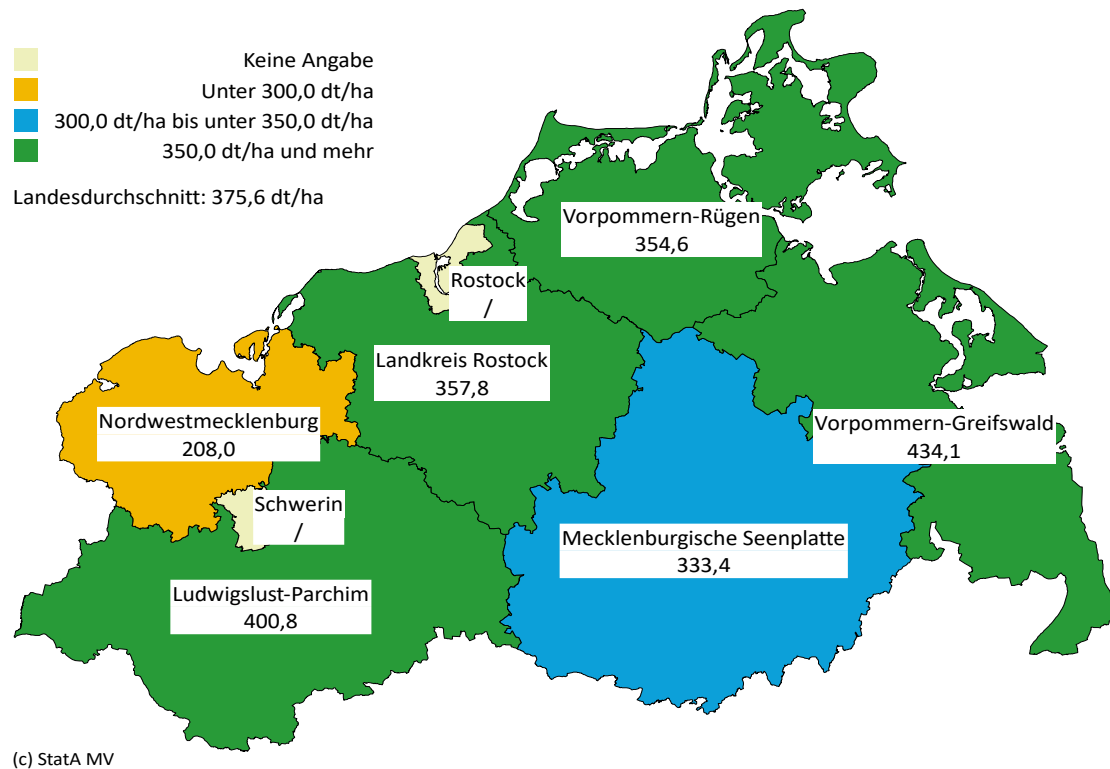 Keine Angabe
Unter 300,0 dt/ha
300,0 dt/ha bis unter 350,0 dt/ha
350,0 dt/ha und mehr
Landesdurchschnitt: 375,6 dt/ha
Vorpommern-Rügen
354,6
Rostock
/
Landkreis Rostock
357,8
Nordwestmecklenburg
208,0
Vorpommern-Greifswald
434,1
Schwerin
/
Mecklenburgische Seenplatte
333,4
Ludwigslust-Parchim
400,8
(c) StatA MV